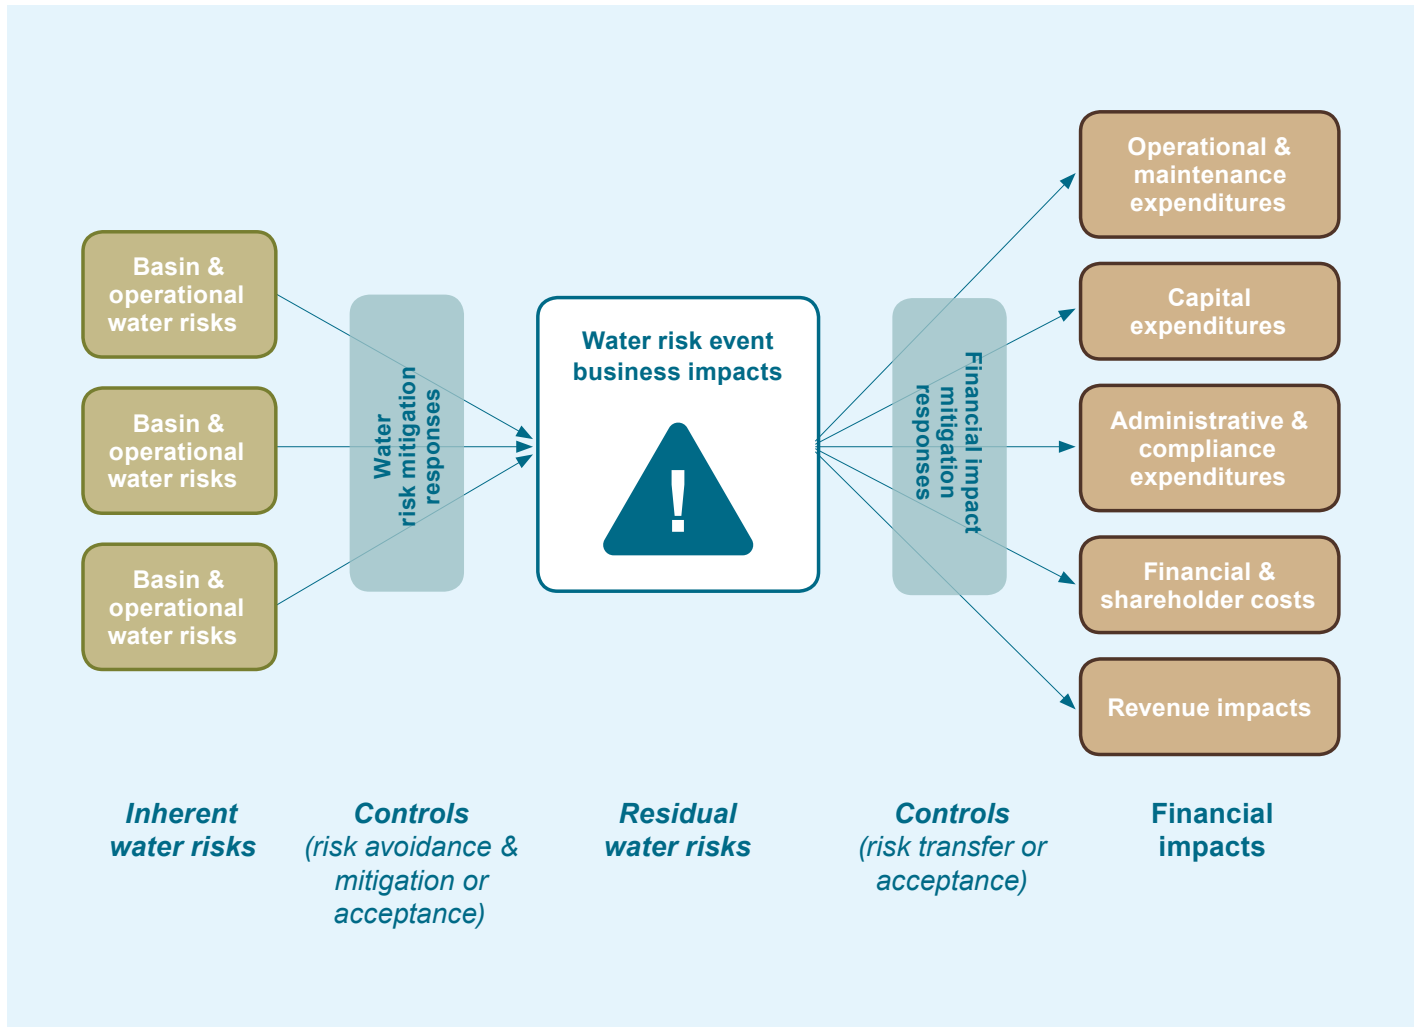 Basin &
operational
water risks
Basin &
operational
water risks
Basin &
operational
water risks
Water
risk mitigation
responses
Water risk event
business impacts
!
Financial impact
mitigation
responses
Operational &
maintenance
expenditures
Capital
expenditures
Administrative &
compliance
expenditures
Financial &
shareholder costs
Revenue impacts
Inherent
water risks
Controls
(risk avoidance &
mitigation or
acceptance)
Residual
water risks
Controls
(risk transfer or
acceptance)
Financial
impacts